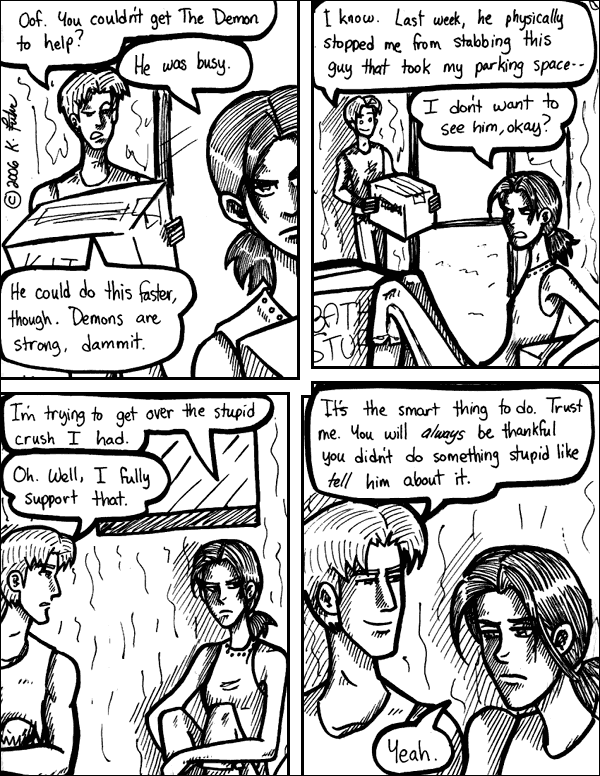 Oof. You couldn't get The Demon
to help?
He was busy.
© 2006 K.
KIT
He could do this faster,
though. Demons are
strong, dammit.
I know. Last week, he physically
stopped me from stabbing this
guy that took my parking space--
I don't want to
see him, okay?
BATH
STUFF
I'm trying to get over the stupid
crush I had.
Oh. Well, I fully
support that.
It's the smart thing to do. Trust
me. You will always be thankful
you didn't do something stupid like
tell him about it.
Yeah.